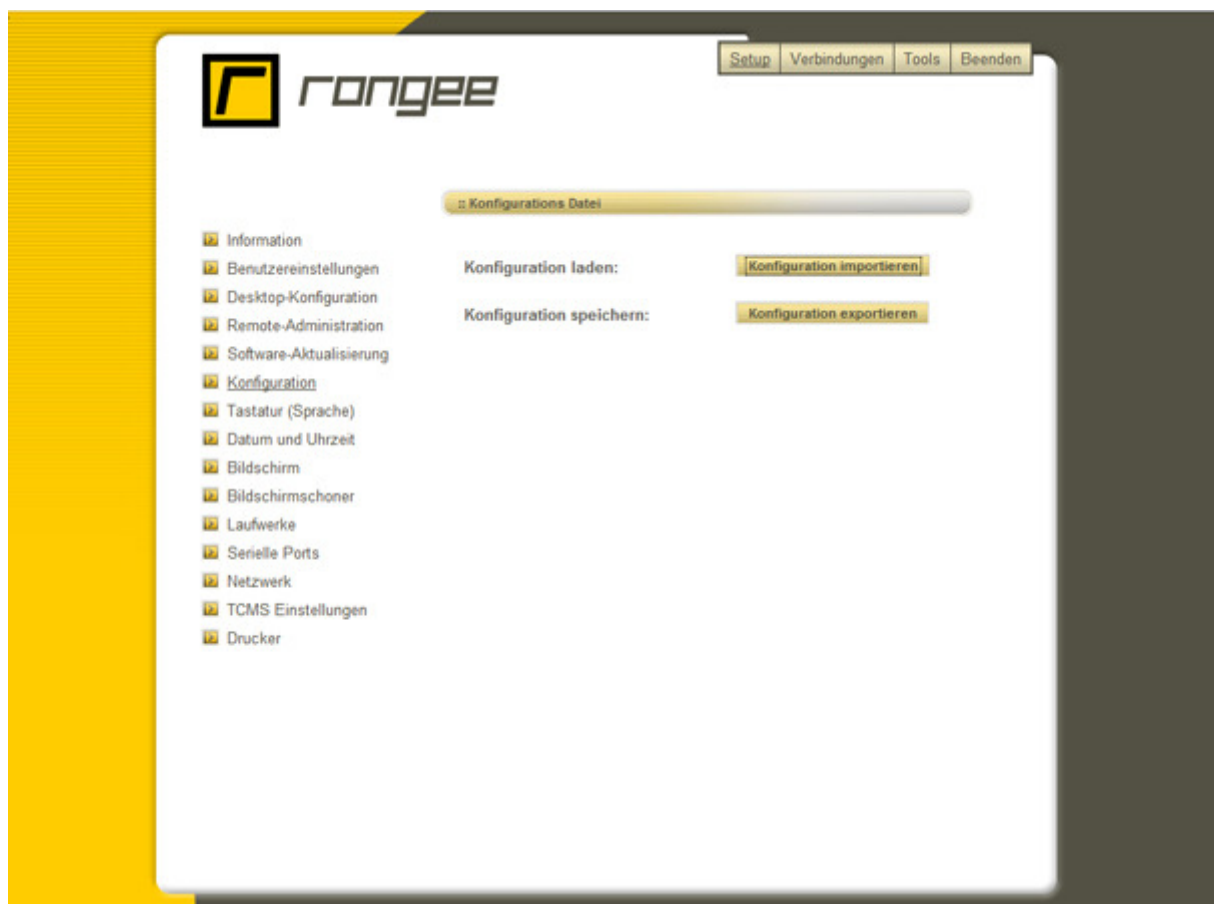 rangee
Setup Verbindungen Tools Beenden
:: Konfigurations Datei
Information
Benutzereinstellungen
Desktop-Konfiguration
Remote-Administration
Software-Aktualisierung
Konfiguration
Tastatur (Sprache)
Datum und Uhrzeit
Bildschirm
Bildschirmschoner
Laufwerke
Serielle Ports
Netzwerk
TCMS Einstellungen
Drucker
Konfiguration laden: Konfiguration importieren
Konfiguration speichern: Konfiguration exportieren